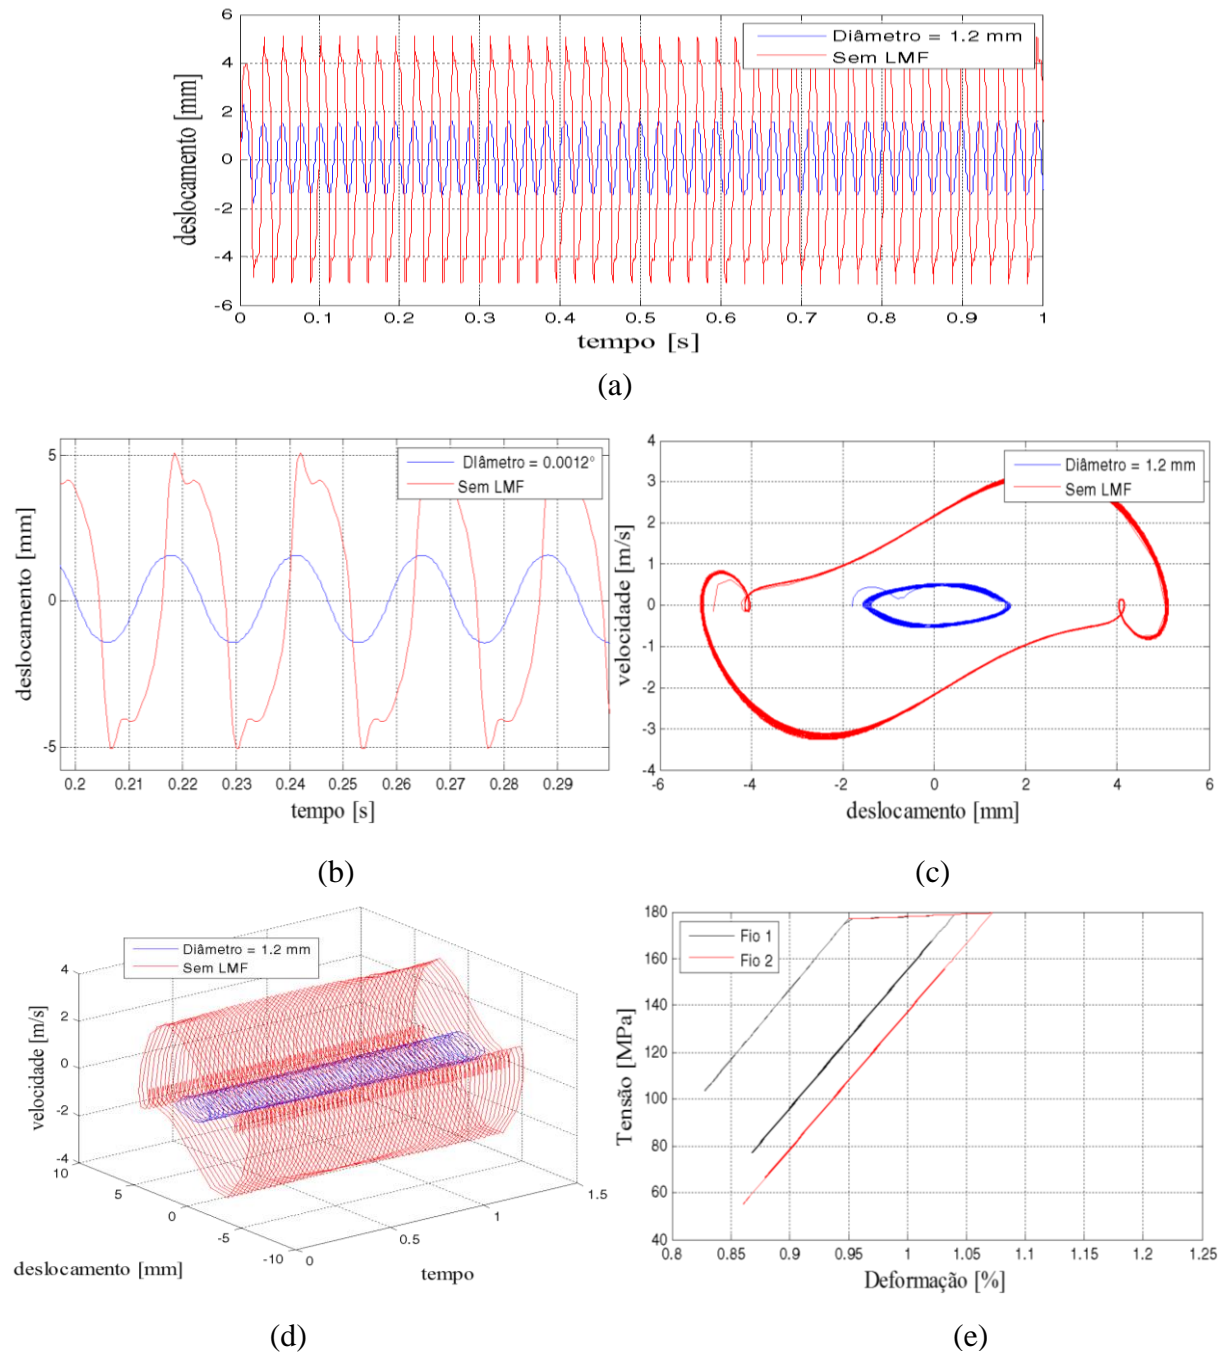 6
4
2
0
-2
-4
-6
deslocamento [mm]
Diâmetro = 1.2 mm
Sem LMF
0 0.1 0.2 0.3 0.4 0.5 0.6 0.7 0.8 0.9 1
tempo [s]
(a)
5
0
-5
deslocamento [mm]
DIâmetro = 0.0012°
Sem LMF
0.2 0.21 0.22 0.23 0.24 0.25 0.26 0.27 0.28 0.29
tempo [s]
(b)
4
3
2
1
0
-1
-2
-3
-4
velocidade [m/s]
Diâmetro = 1.2 mm
Sem LMF
-6 -4 -2 0 2 4 6
deslocamento [mm]
(c)
Diâmetro = 1.2 mm
Sem LMF
4
2
0
-2
-4
velocidade [m/s]
10
5
0
-5
-10
deslocamento [mm]
0
0.5
1
1.5
tempo
(d)
180
160
140
120
100
80
60
40
Tensão [MPa]
Fio 1
Fio 2
0.8 0.85 0.9 0.95 1 1.05 1.1 1.15 1.2 1.25
Deformação [%]
(e)